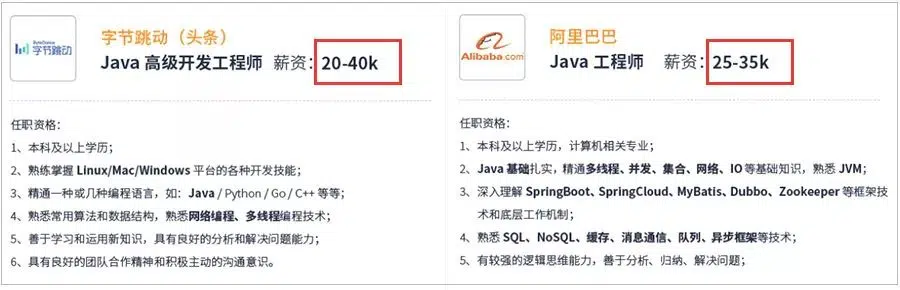 ByteDance
字节跳动
字节跳动（头条）
Java 高级开发工程师 薪资：20-40k
任职资格：
1、本科及以上学历；
2、熟练掌握 Linux/Mac/Windows 平台的各种开发技能；
3、精通一种或几种编程语言，如：Java / Python / Go / C++ 等等；
4、熟悉常用算法和数据结构，熟悉网络编程、多线程编程技术；
5、善于学习和运用新知识，具有良好的分析和解决问题能力；
6、具有良好的团队合作精神和积极主动的沟通意识。
Alibaba.com
阿里巴巴
Java 工程师 薪资：25-35k
任职资格：
1、本科及以上学历，计算机相关专业；
2、Java 基础扎实，精通多线程、并发、集合、网络、IO 等基础知识，熟悉 JVM；
3、深入理解 SpringBoot、SpringCloud、MyBatis、Dubbo、Zookeeper 等框架技
术和底层工作机制；
4、熟悉 SQL、NoSQL、缓存、消息通信、队列、异步框架等技术；
5、有较强的逻辑思维能力，善于分析、归纳、解决问题；